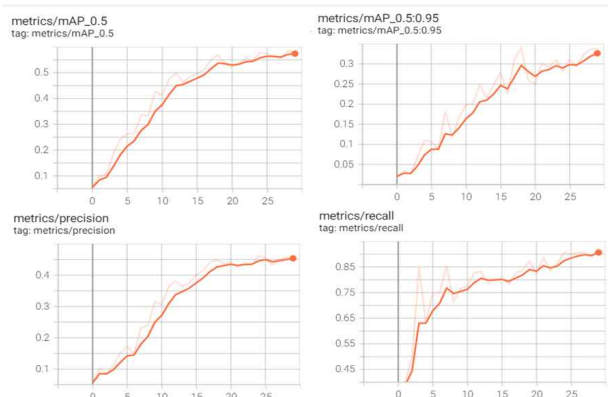 metrics/mAP_0.5
tag: metrics/mAP_0.5
0.5
0.4
0.3
0.2
0.1
0 5 10 15 20 25
metrics/mAP_0.5:0.95
tag: metrics/mAP_0.5:0.95
0.3
0.25
0.2
0.15
0.1
0.05
0 5 10 15 20 25
metrics/precision
tag: metrics/precision
0.4
0.3
0.2
0.1
0 5 10 15 20 25
metrics/recall
tag: metrics/recall
0.85
0.75
0.65
0.55
0.45
0 5 10 15 20 25